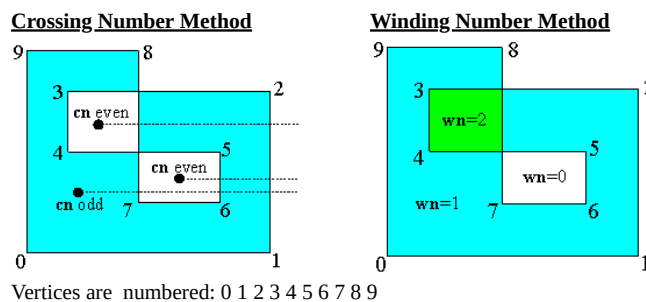 Crossing Number Method
Winding Number Method
9
8
9
8
3
2
3
2
cn even
wn=2
4
5
4
5
cn even
wn=0
cn odd
7
6
wn=1
7
6
0
1
0
1
Vertices are numbered: 0 1 2 3 4 5 6 7 8 9